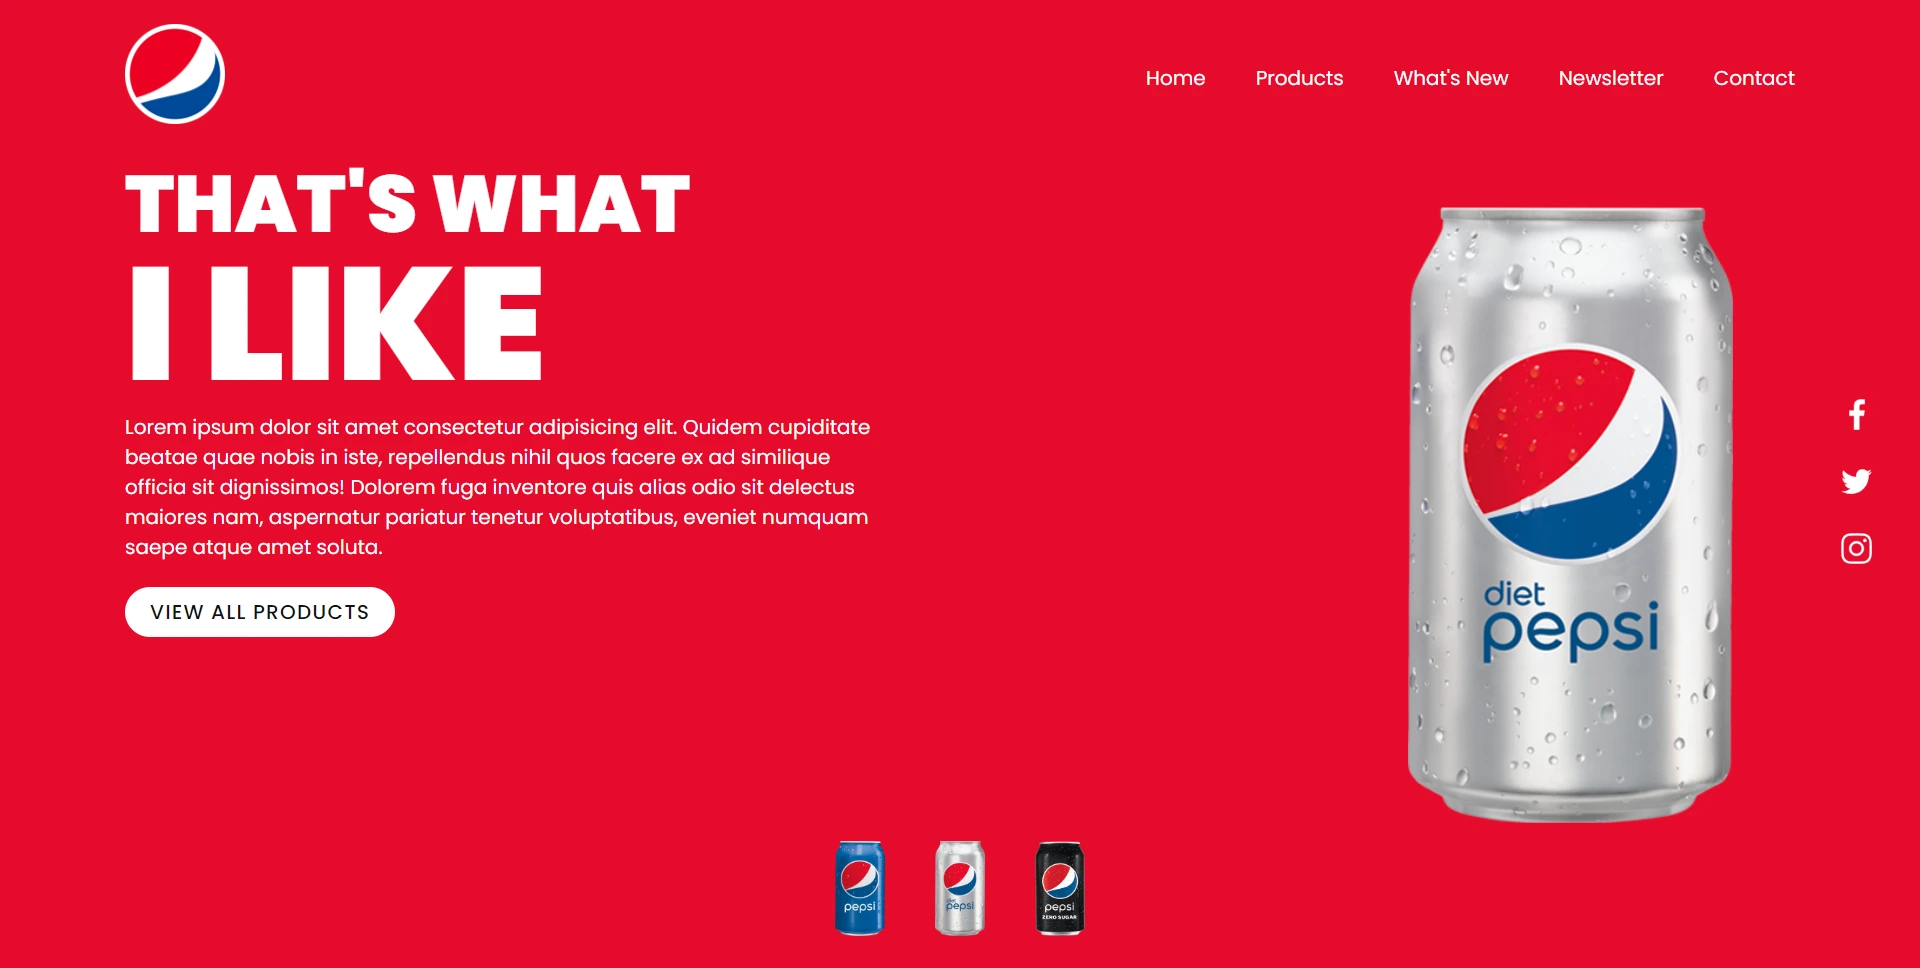 Home Products What's New Newsletter Contact
THAT'S WHAT
I LIKE
Lorem ipsum dolor sit amet consectetur adipisicing elit. Quidem cupiditate
beatae quae nobis in iste, repellendus nihil quos facere ex ad similique
officia sit dignissimos! Dolorem fuga inventore quis alias odio sit delectus
maiores nam, aspernatur pariatur tenetur voluptatibus, eveniet numquam
saepe atque amet soluta.
VIEW ALL PRODUCTS
diet
pepsi
pepsi
diet
pepsi
pepsi
ZERO SUGAR